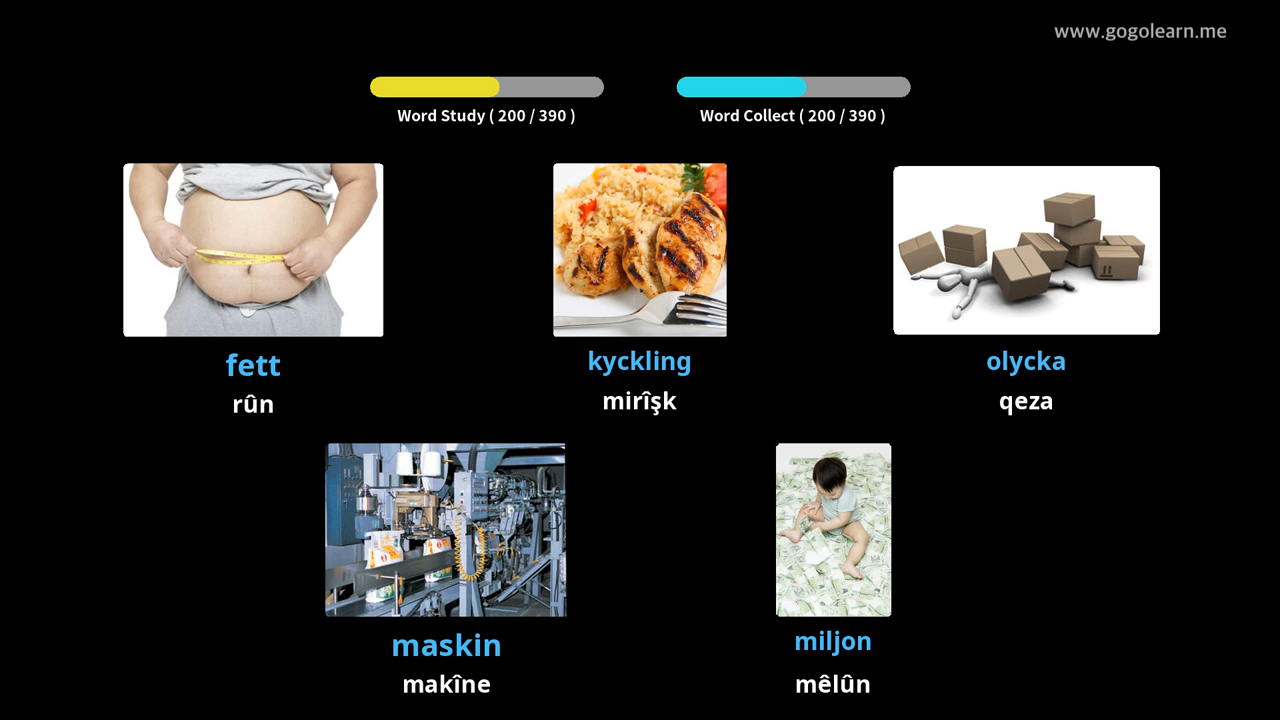 www.gogolearn.me
Word Study ( 200 / 390 )
Word Collect ( 200 / 390 )
fett
rûn
kyckling
mirîşk
olycka
qeza
maskin
makîne
miljon
mêlûn